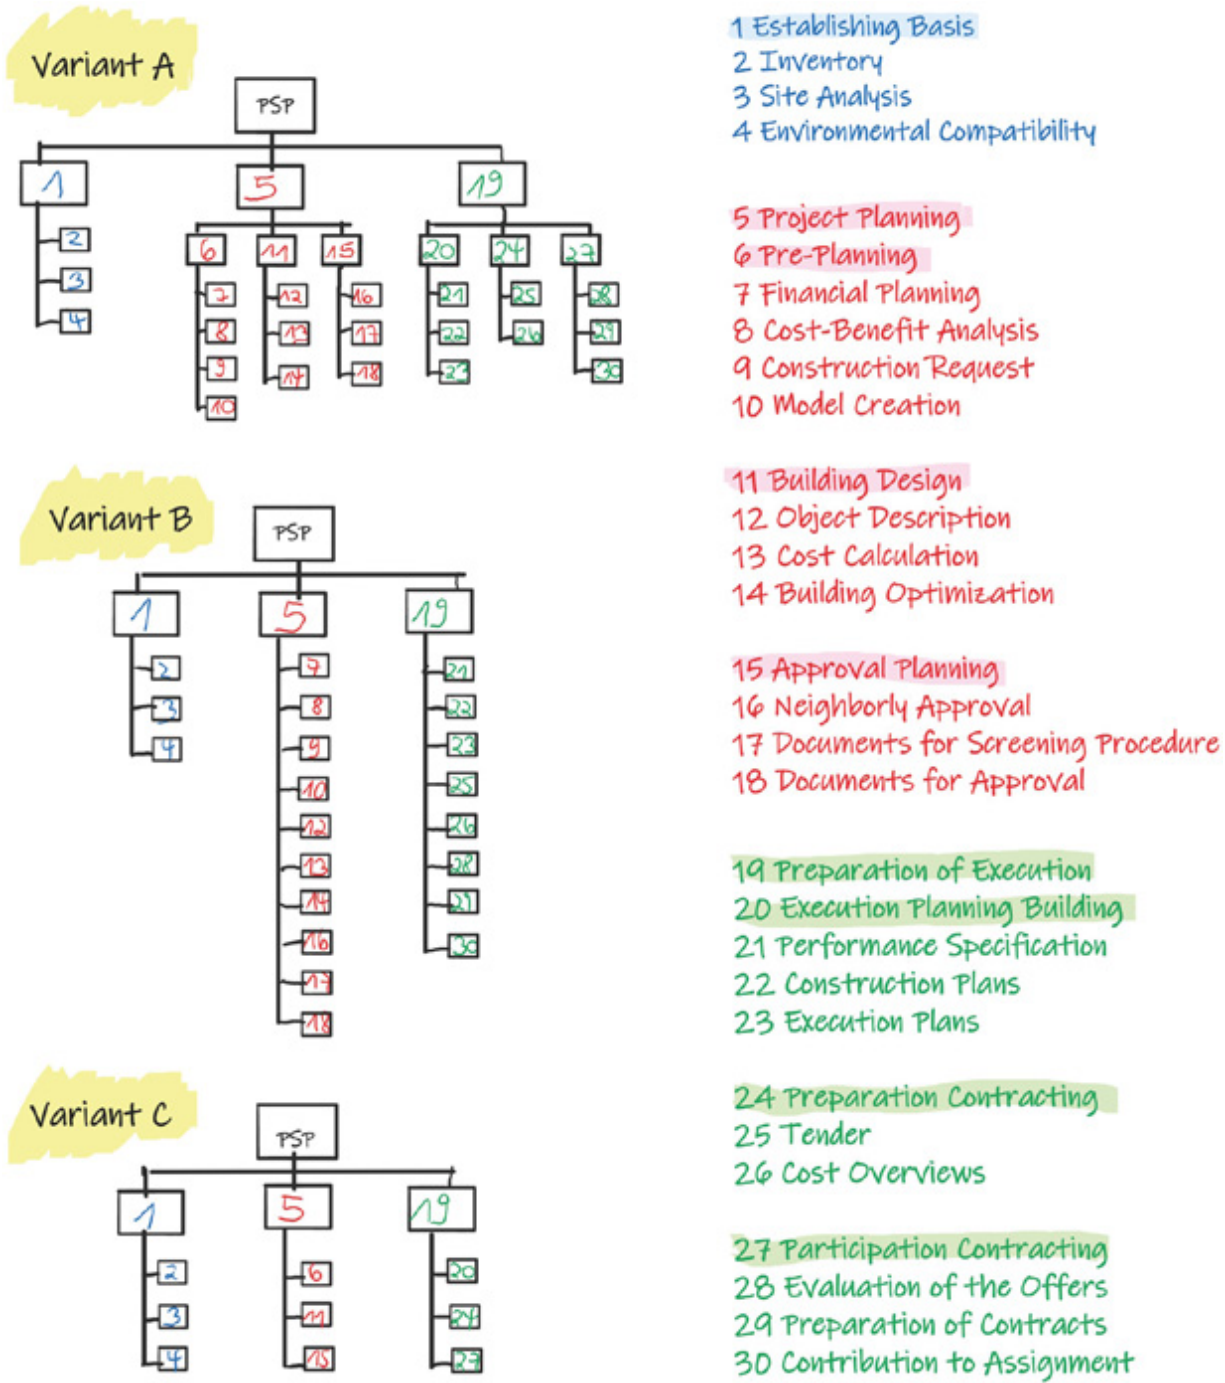 Variant A
PSP
1 5 19
6 11 15 20 24 27
2
3
4
7
8
9
10
12
13
14
16
17
18
21
22
23
25
26
28
29
30
Variant B
PSP
1 5 19
2
3
4
7
8
9
10
12
13
14
16
17
18
21
22
23
25
26
28
29
30
Variant C
PSP
1 5 19
2
3
4
6
11
15
20
24
27
1 Establishing Basis
2 Inventory
3 Site Analysis
4 Environmental Compatibility
5 Project Planning
6 Pre-Planning
7 Financial Planning
8 Cost-Benefit Analysis
9 Construction Request
10 Model Creation
11 Building Design
12 Object Description
13 Cost Calculation
14 Building Optimization
15 Approval Planning
16 Neighborly Approval
17 Documents for Screening Procedure
18 Documents for Approval
19 Preparation of Execution
20 Execution Planning Building
21 Performance Specification
22 Construction Plans
23 Execution Plans
24 Preparation Contracting
25 Tender
26 Cost Overviews
27 Participation Contracting
28 Evaluation of the Offers
29 Preparation of Contracts
30 Contribution to Assignment